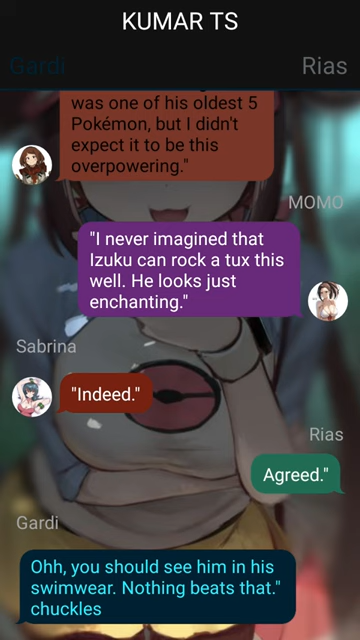 KUMAR TS
Gardi
Rias
was one of his oldest 5
Pokémon, but I didn't
expect it to be this
overpowering."
MOMO
"I never imagined that
Izuku can rock a tux this
well. He looks just
enchanting."
Sabrina
"Indeed."
Rias
Agreed."
Gardi
Ohh, you should see him in his
swimwear. Nothing beats that."
chuckles